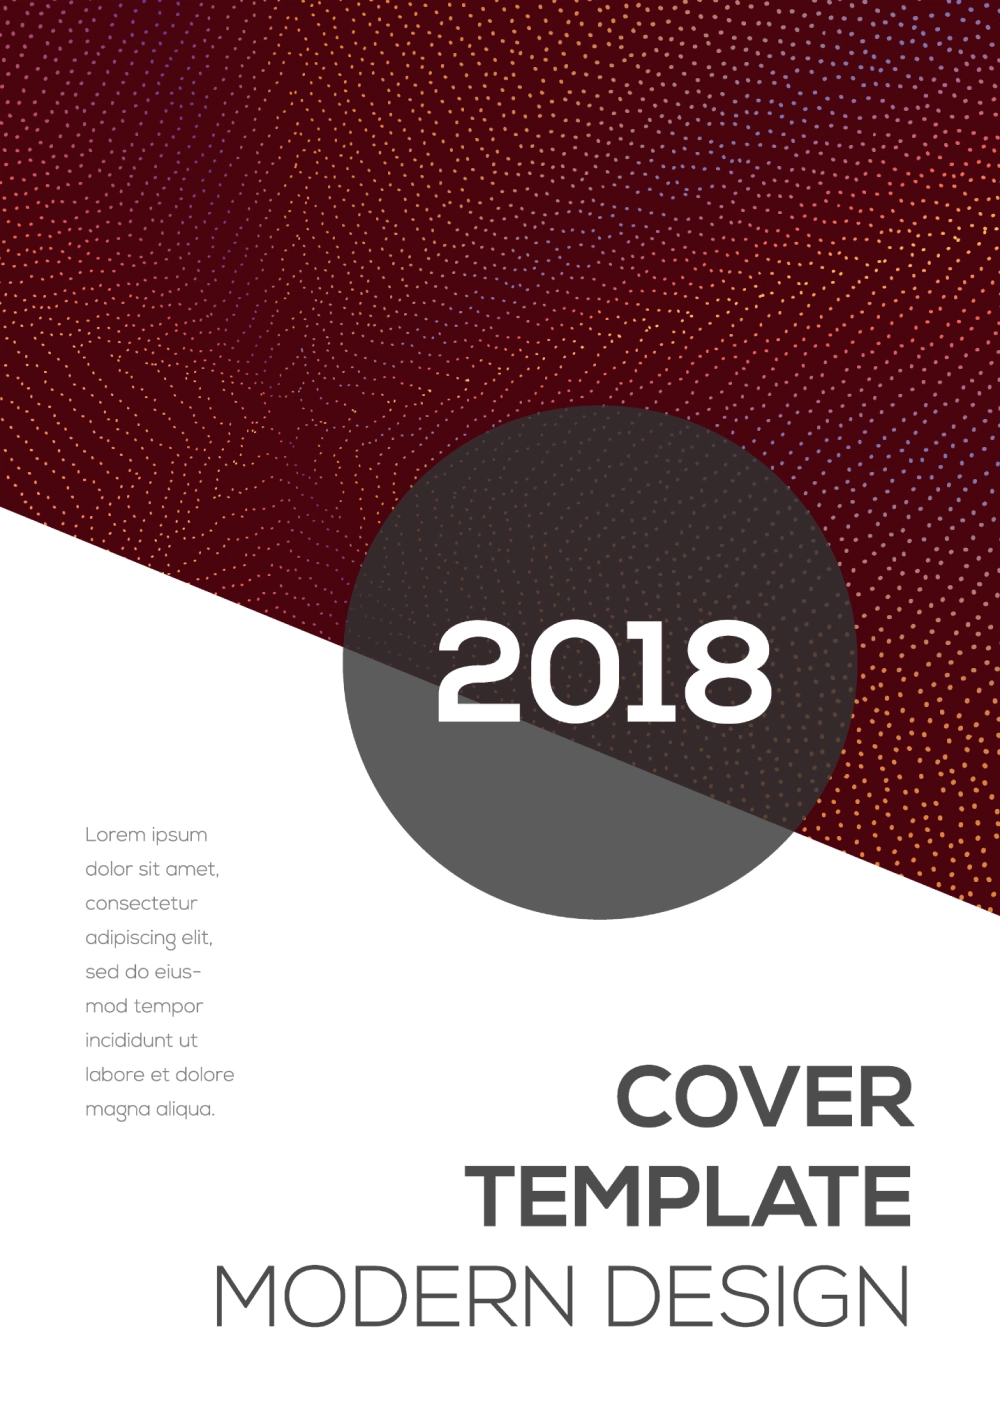 2018
Lorem ipsum
dolor sit amet,
consectetur
adipiscing elit,
sed do eius-
mod tempor
incididunt ut
labore et dolore
magna aliqua.
COVER
TEMPLATE
MODERN DESIGN